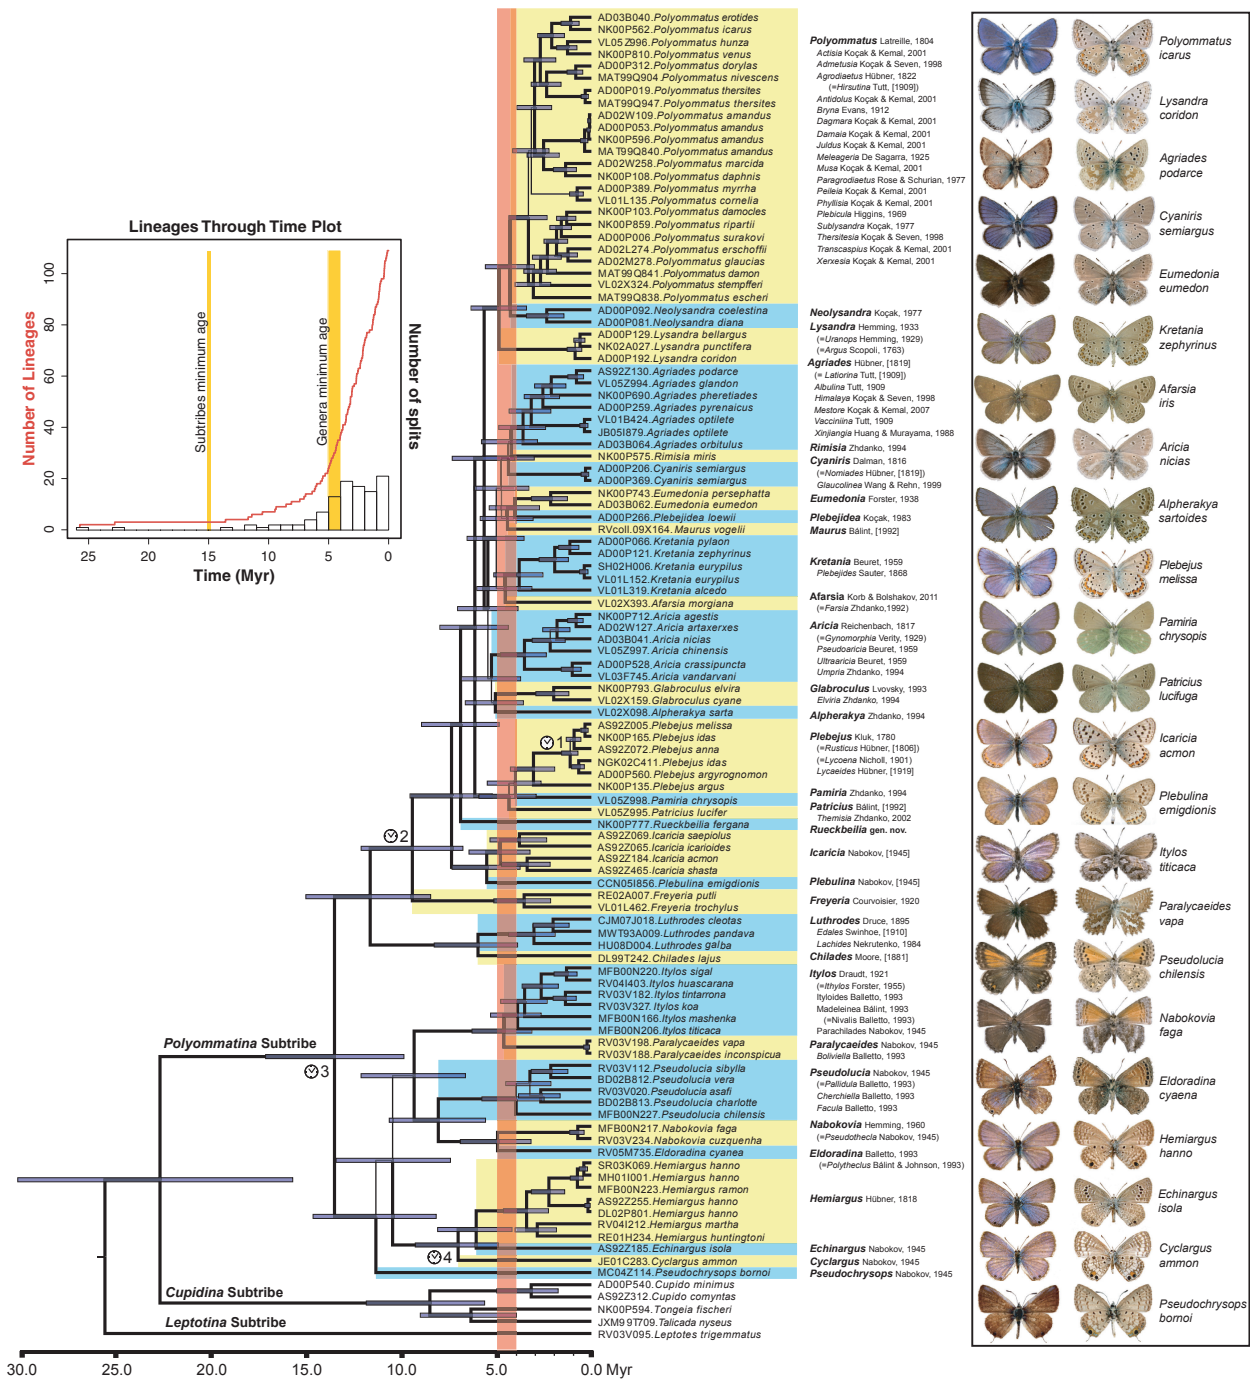 AD03B040.Polyommatus erotides
NK00P562.Polyommatus icarus
VL05Z996.Polyommatus hunza
NK00P810.Polyommatus venus
AD00P312.Polyommatus dorylas
MAT99Q904.Polyommatus nivescens
AD00P019.Polyommatus thersites
MAT99Q947.Polyommatus thersites
AD02W109.Polyommatus amandus
AD00P053.Polyommatus amandus
NK00P596.Polyommatus amandus
MAT99Q840.Polyommatus amandus
AD02W258.Polyommatus marcida
NK00P108.Polyommatus daphnis
AD00P389.Polyommatus myrrha
VL01L135.Polyommatus cornelia
NK00P103.Polyommatus damocles
NK00P859.Polyommatus ripartii
AD00P006.Polyommatus surakovi
AD02L274.Polyommatus erschoffii
AD02M278.Polyommatus glaucias
MAT99Q841.Polyommatus damon
VL02X324.Polyommatus stempfferi
MAT99Q838.Polyommatus escheri
AD00P092.Neolysandra coelestina
AD00P081.Neolysandra diana
AD00P129.Lysandra bellargus
NK02A027.Lysandra punctifera
AD00P192.Lysandra coridon
AS92Z130.Agriades podarce
VL05Z994.Agriades glandon
NK00P690.Agriades pheretiades
AD00P259.Agriades pyrenaicus
VL01B424.Agriades optilete
JB05I879.Agriades optilete
AD03B064.Agriades orbitulus
NK00P575.Rimisia miris
AD00P206.Cyaniris semiargus
AD00P369.Cyaniris semiargus
NK00P743.Eumedonia persephatta
AD03B062.Eumedonia eumedon
AD00P266.Plebejidea loewii
RVcoll.09X164.Maurus vogelii
AD00P066.Kretania pylaon
AD00P121.Kretania zephyrinus
SH02H006.Kretania eurypilus
VL01L152.Kretania eurypilus
VL01L319.Kretania alcedo
VL02X393.Afarsia morgiana
NK00P712.Aricia agestis
AD02W127.Aricia artaxerxes
AD03B041.Aricia nicias
VL05Z997.Aricia chinensis
AD00P528.Aricia crassipuncta
VL03F745.Aricia vandarvani
NK00P793.Glabroculus elvira
VL02X159.Glabroculus cyane
VL02X098.Alpherakya sarta
AS92Z005.Plebejus melissa
NK00P165.Plebejus idas
AS92Z072.Plebejus anna
NGK02C411.Plebejus idas
AD00P560.Plebejus argyrognomon
NK00P135.Plebejus argus
VL05Z998.Pamiria chrysopis
VL05Z995.Patricius lucifer
NK00P777.Rueckbeilia fergana
AS92Z069.Icaricia saepiolus
AS92Z065.Icaricia icarioides
AS92Z184.Icaricia acmon
AS92Z465.Icaricia shasta
CCN05I856.Plebulina emigdionis
RE02A007.Freyeria putli
VL01L462.Freyeria trochylus
CJM07J018.Luthrodes cleotas
MWT93A009.Luthrodes pandava
HU08D004.Luthrodes galba
DL99T242.Chilades lajus
MFB00N220.Itylos sigal
RV04I403.Itylos huascarana
RV03V182.Itylos tintarrona
RV03V327.Itylos koa
MFB00N166.Itylos mashenka
MFB00N206.Itylos titicaca
RV03V198.Paralycaeides vapa
RV03V188.Paralycaeides inconspicua
RV03V112.Pseudolucia sibylla
BD02B812.Pseudolucia vera
RV03V020.Pseudolucia asafi
BD02B813.Pseudolucia charlotte
MFB00N227.Pseudolucia chilensis
MFB00N217.Nabokovia faga
RV03V234.Nabokovia cuzquenha
RV05M735.Eldoradina cyanea
SR03K069.Hemiargus hanno
MH01I001.Hemiargus hanno
MFB00N223.Hemiargus ramon
AS92Z255.Hemiargus hanno
DL02P801.Hemiargus hanno
RV04I212.Hemiargus martha
RE01H234.Hemiargus huntingtoni
AS92Z185.Echinargus isola
JE01C283.Cyclargus ammon
MC04Z114.Pseudochrysops bornoi
AD00P540.Cupido minimus
AS92Z312.Cupido comyntas
NK00P594.Tongeia fischeri
JXM99T709.Talicada nyseus
RV03V095.Leptotes trigemmatus
Lineages Through Time Plot
Number of Lineages
0
20
40
60
80
100
Subtribes minimum age
Genera minimum age
Number of splits
25
20
15
10
5
0
Time (Myr)
1
2
3
4
Polyommatina Subtribe
Cupidina Subtribe
Leptotina Subtribe
30.0
25.0
20.0
15.0
10.0
5.0
0.0 Myr
Polyommatus Latreille, 1804
Actisia Koçak & Kemal, 2001
Admetusia Koçak & Seven, 1998
Agrodiaetus Hübner, 1822
(=Hirsutina Tutt, [1909])
Antidolus Koçak & Kemal, 2001
Bryna Evans, 1912
Dagmara Koçak & Kemal, 2001
Damaia Koçak & Kemal, 2001
Juldus Koçak & Kemal, 2001
Meleageria De Sagarra, 1925
Musa Koçak & Kemal, 2001
Paragrodiaetus Rose & Schurian, 1977
Peileia Koçak & Kemal, 2001
Phyllisia Koçak & Kemal, 2001
Plebicula Higgins, 1969
Sublysandra Koçak, 1977
Thersitesia Koçak & Seven, 1998
Transcaspius Koçak & Kemal, 2001
Xerxesia Koçak & Kemal, 2001
Neolysandra Koçak, 1977
Lysandra Hemming, 1933
(=Uranops Hemming, 1929)
(=Argus Scopoli, 1763)
Agriades Hübner, [1819]
(= Latiorina Tutt, [1909])
Albulina Tutt, 1909
Himalaya Koçak & Seven, 1998
Mestore Koçak & Kemal, 2007
Vacciniina Tutt, 1909
Xinjiangia Huang & Murayama, 1988
Rimisia Zhdanko, 1994
Cyaniris Dalman, 1816
(=Nomiades Hübner, [1819])
Glaucolinea Wang & Rehn, 1999
Eumedonia Forster, 1938
Plebejidea Koçak, 1983
Maurus Bálint, [1992]
Kretania Beuret, 1959
Plebejides Sauter, 1868
Afarsia Korb & Bolshakov, 2011
(=Farsia Zhdanko,1992)
Aricia Reichenbach, 1817
(=Gynomorphia Verity, 1929)
Pseudoaricia Beuret, 1959
Ultraaricia Beuret, 1959
Umpria Zhdanko, 1994
Glabroculus Lvovsky, 1993
Elviria Zhdanko, 1994
Alpherakya Zhdanko, 1994
Plebejus Kluk, 1780
(=Rusticus Hübner, [1806])
(=Lycoena Nicholl, 1901)
Lycaeides Hübner, [1819]
Pamiria Zhdanko, 1994
Patricius Bálint, [1992]
Themisia Zhdanko, 2002
Rueckbeilia gen. nov.
Icaricia Nabokov, [1945]
Plebulina Nabokov, [1945]
Freyeria Courvoisier, 1920
Luthrodes Druce, 1895
Edales Swinhoe, [1910]
Lachides Nekrutenko, 1984
Chilades Moore, [1881]
Itylos Draudt, 1921
(=Ithylos Forster, 1955)
Ityloides Balletto, 1993
Madeleinea Bálint, 1993
(=Nivalis Balletto, 1993)
Parachilades Nabokov, 1945
Paralycaeides Nabokov, 1945
Boliviella Balletto, 1993
Pseudolucia Nabokov, 1945
(=Pallidula Balletto, 1993)
Cherchiella Balletto, 1993
Facula Balletto, 1993
Nabokovia Hemming, 1960
(=Pseudothecla Nabokov, 1945)
Eldoradina Balletto, 1993
(=Polytheclus Bálint & Johnson, 1993)
Hemiargus Hübner, 1818
Echinargus Nabokov, 1945
Cyclargus Nabokov, 1945
Pseudochrysops Nabokov, 1945
Polyommatus
icarus
Lysandra
coridon
Agriades
podarce
Cyaniris
semiargus
Eumedonia
eumedon
Kretania
zephyrinus
Afarsia
iris
Aricia
nicias
Alpherakya
sartoides
Plebejus
melissa
Pamiria
chrysopis
Patricius
lucifuga
Icaricia
acmon
Plebulina
emigdionis
Itylos
titicaca
Paralycaeides
vapa
Pseudolucia
chilensis
Nabokovia
faga
Eldoradina
cyaena
Hemiargus
hanno
Echinargus
isola
Cyclargus
ammon
Pseudochrysops
bornoi